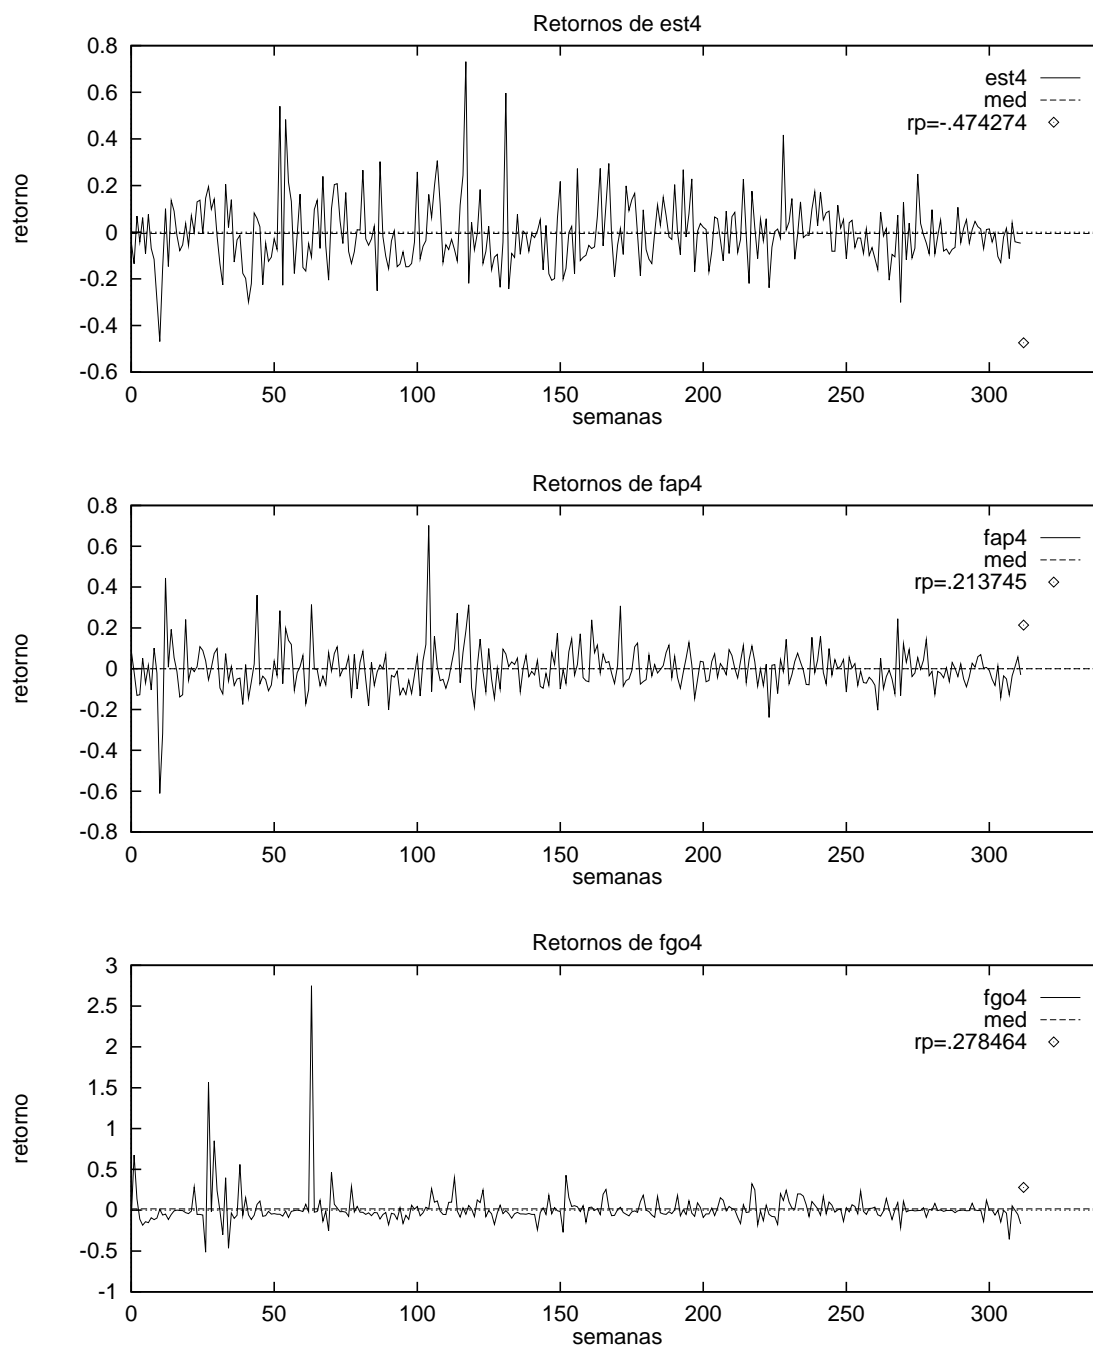 Retornos de est4
0.8
0.6
0.4
0.2
0
-0.2
-0.4
-0.6
retorno
est4
med
rp=-.474274
0 50 100 150 200 250 300
semanas
Retornos de fap4
0.8
0.6
0.4
0.2
0
-0.2
-0.4
-0.6
-0.8
retorno
fap4
med
rp=.213745
0 50 100 150 200 250 300
semanas
Retornos de fgo4
3
2.5
2
1.5
1
0.5
0
-0.5
-1
retorno
fgo4
med
rp=.278464
0 50 100 150 200 250 300
semanas